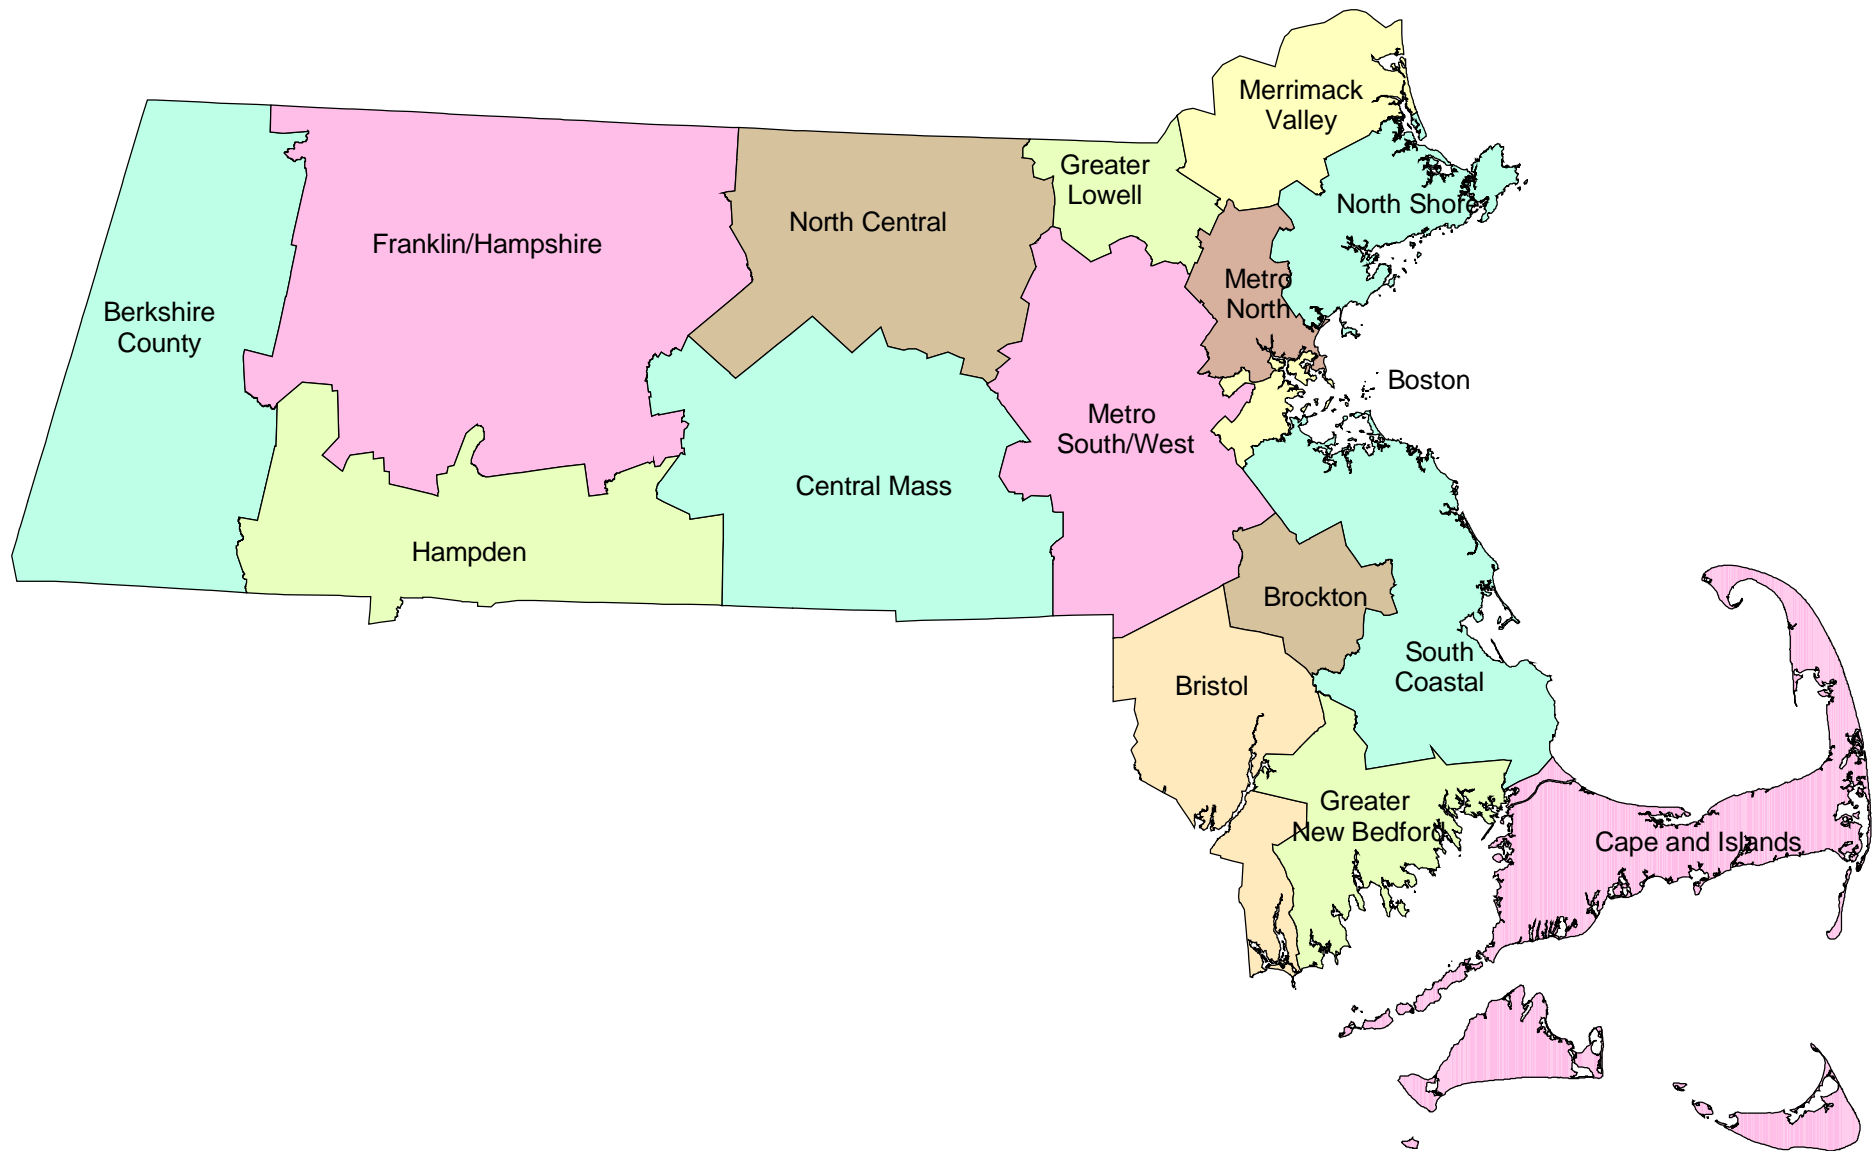 Merrimack
Valley
Greater
Lowell
North Shore
North Central
Franklin/Hampshire
Metro
North
Berkshire
County
Boston
Metro
South/West
Central Mass
Hampden
Brockton
South
Coastal
Bristol
Greater
New Bedford
Cape and Islands